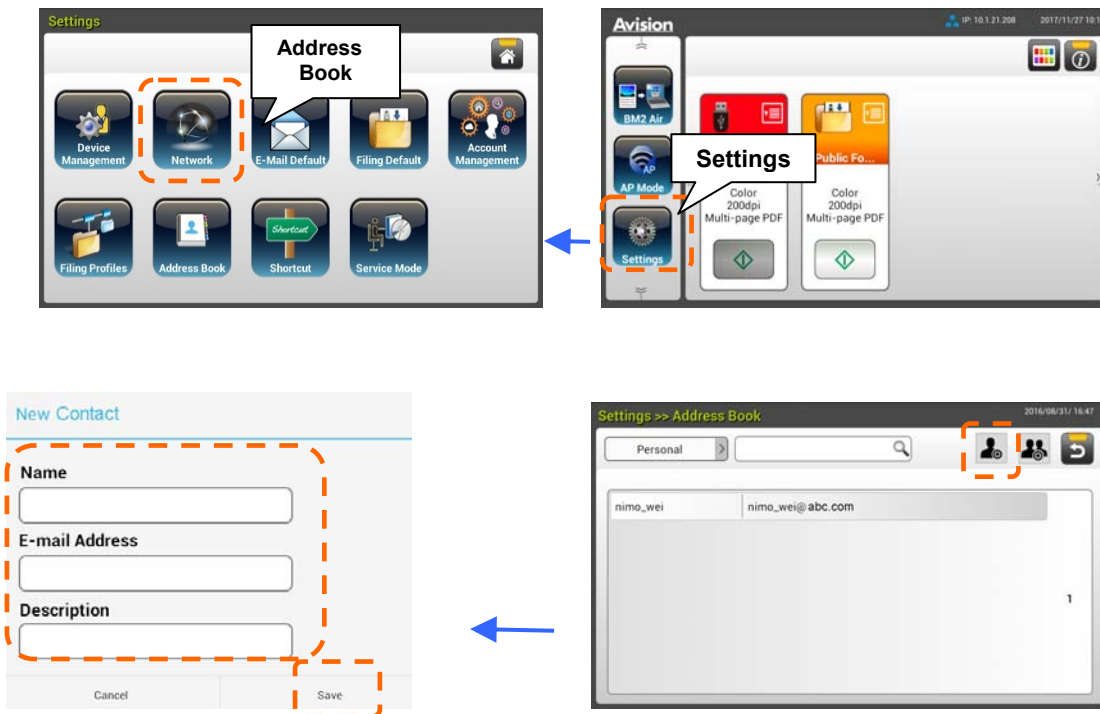 Settings
Address
Book
Device
Management
Network
E-Mail Default
Filing Default
Account
Management
Filing Profiles
Address Book
Shortcut
Shortcut
Service Mode
Avision
IP: 10.1.21.208
2017/11/27 10:1
BM2 Air
AP Mode
Settings
Settings
Public Fo...
Color
200dpi
Multi-page PDF
Color
200dpi
Multi-page PDF
New Contact
Name
E-mail Address
Description
Cancel
Save
Settings >> Address Book
2016/08/31/ 16:47
Personal
nimo_wei
nimo_wei@abc.com
1